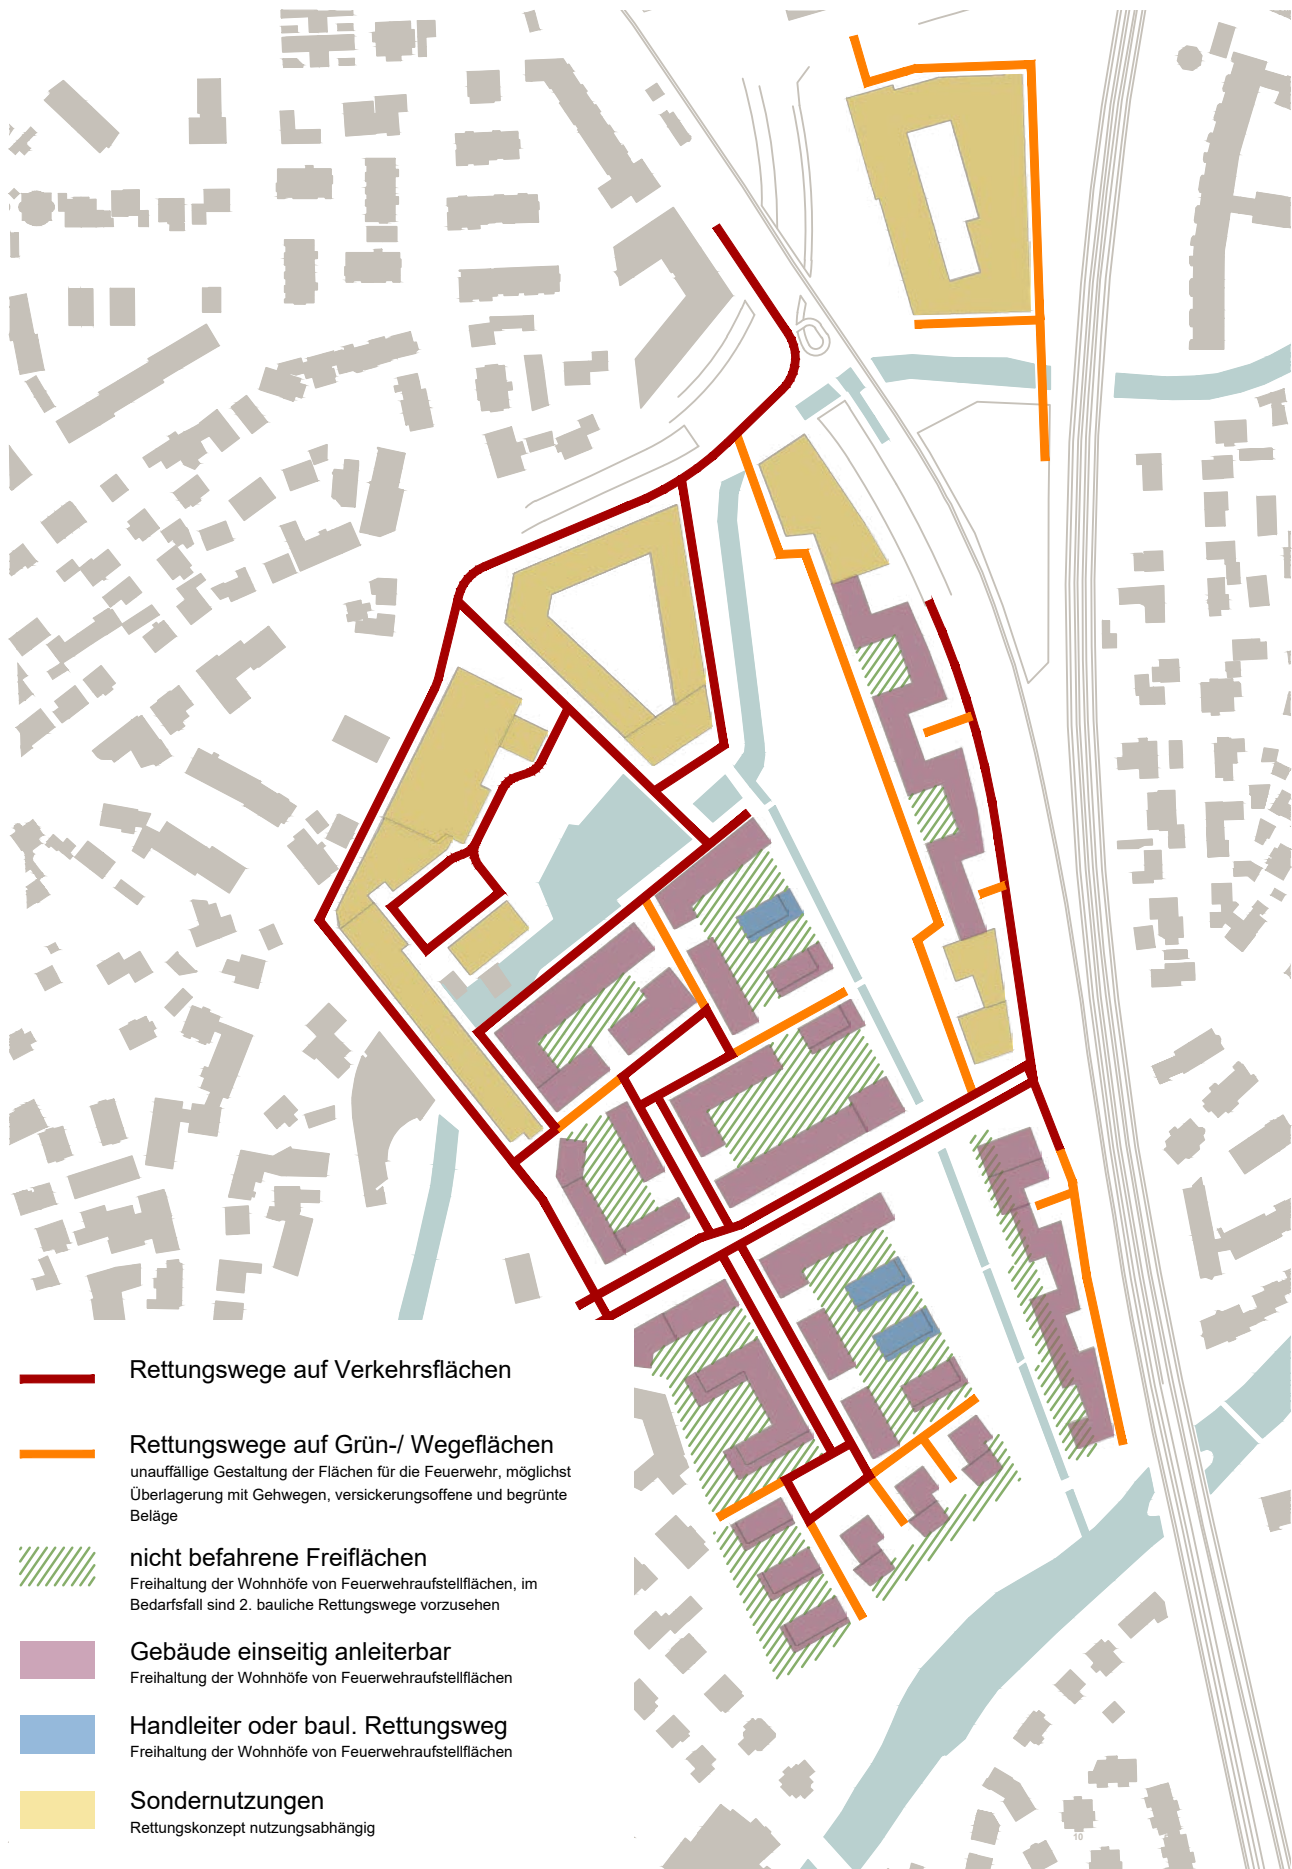 Rettungswege auf Verkehrsflächen
Rettungswege auf Grün-/ Wegeflächen
unauffällige Gestaltung der Flächen für die Feuerwehr, möglichst
Überlagerung mit Gehwegen, versickerungsoffene und begrünte
Beläge
nicht befahrene Freiflächen
Freihaltung der Wohnhöfe von Feuerwehraufstellflächen, im
Bedarfsfall sind 2. bauliche Rettungswege vorzusehen
Gebäude einseitig anleiterbar
Freihaltung der Wohnhöfe von Feuerwehraufstellflächen
Handleiter oder baul. Rettungsweg
Freihaltung der Wohnhöfe von Feuerwehraufstellflächen
Sondernutzungen
Rettungskonzept nutzungsabhängig
10